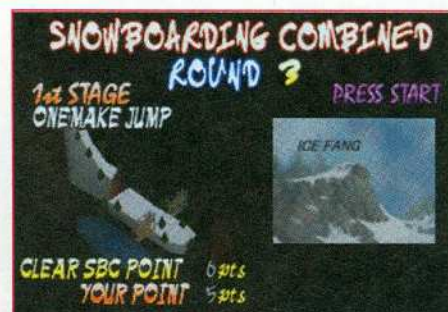 SNOWBOARDING COMBINED
ROUND 3
1st STAGE
ONEMAKE JUMP
PRESS START
ICE FANG
CLEAR SBC POINT 6pts
YOUR POINT 5pts